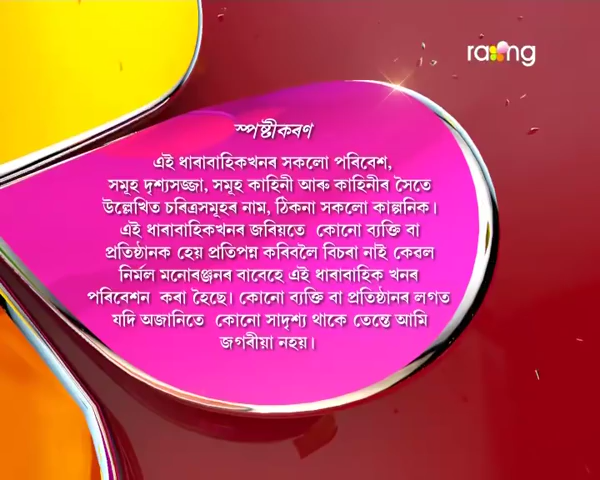 rang
স্পষ্টীকৰণ
এই ধাৰাবাহিকখনৰ সকলো পৰিবেশ,
সমূহ দৃশ্যসজ্জা, সমূহ কাহিনী আৰু কাহিনীৰ সৈতে
উল্লেখিত চৰিত্ৰসমূহৰ নাম, ঠিকনা সকলো কাল্পনিক।
এই ধাৰাবাহিকখনৰ জৰিয়তে কোনো ব্যক্তি বা
প্ৰতিষ্ঠানক হেয় প্ৰতিপন্ন কৰিবলৈ বিচৰা নাই কেৱল
নিৰ্মল মনোৰঞ্জনৰ বাবেহে এই ধাৰাবাহিক খনৰ
পৰিবেশন কৰা হৈছে। কোনো ব্যক্তি বা প্ৰতিষ্ঠানৰ লগত
যদি অজানিতে কোনো সাদৃশ্য থাকে তেন্তে আমি
জগৰীয়া নহয়।